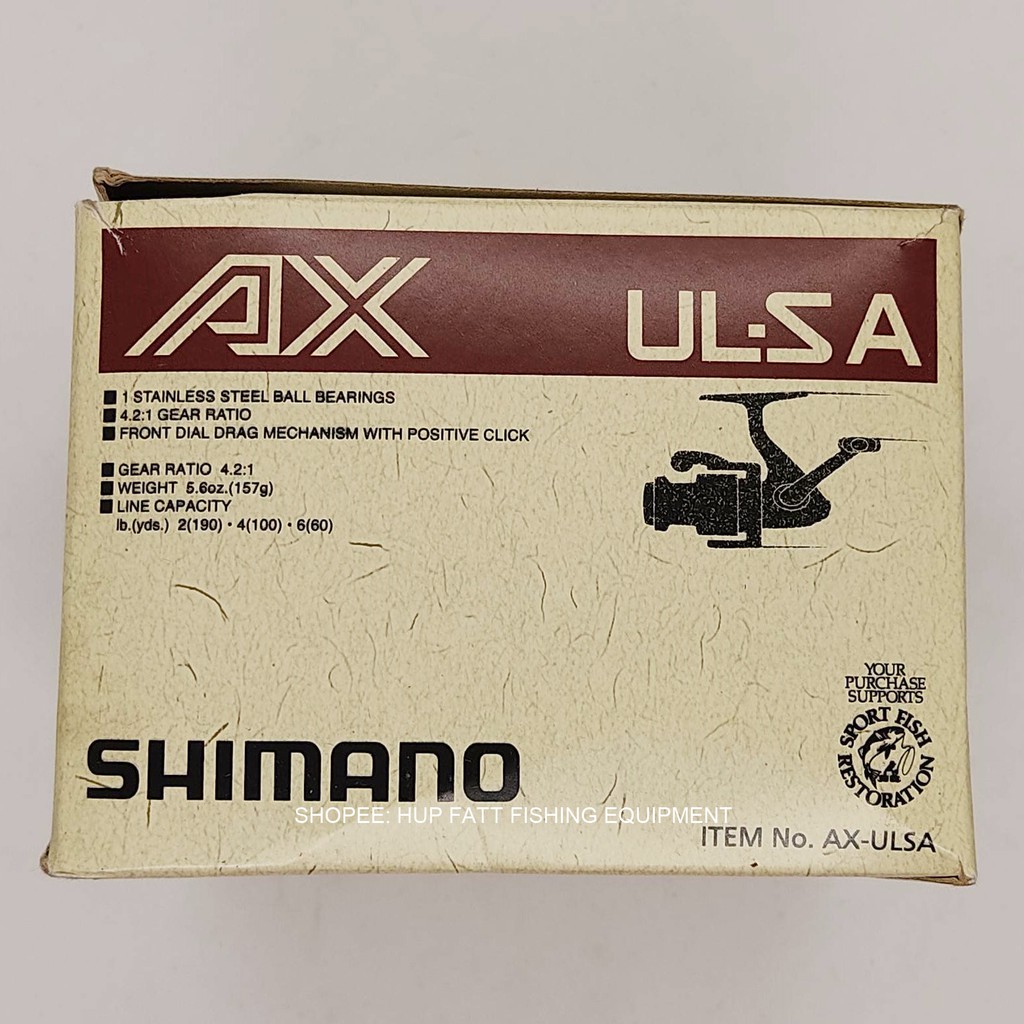 AX
UL-S A
■ 1 STAINLESS STEEL BALL BEARINGS
■ 4.2:1 GEAR RATIO
■ FRONT DIAL DRAG MECHANISM WITH POSITIVE CLICK
■ GEAR RATIO 4.2:1
■ WEIGHT 5.6oz.(157g)
■ LINE CAPACITY
lb.(yds.) 2(190) • 4(100) • 6(60)
YOUR
PURCHASE
SUPPORTS
SPORT FISH
RESTORATION
SHIMANO
SHOPEE: HUP FATT FISHING EQUIPMENT
ITEM No. AX-ULSA